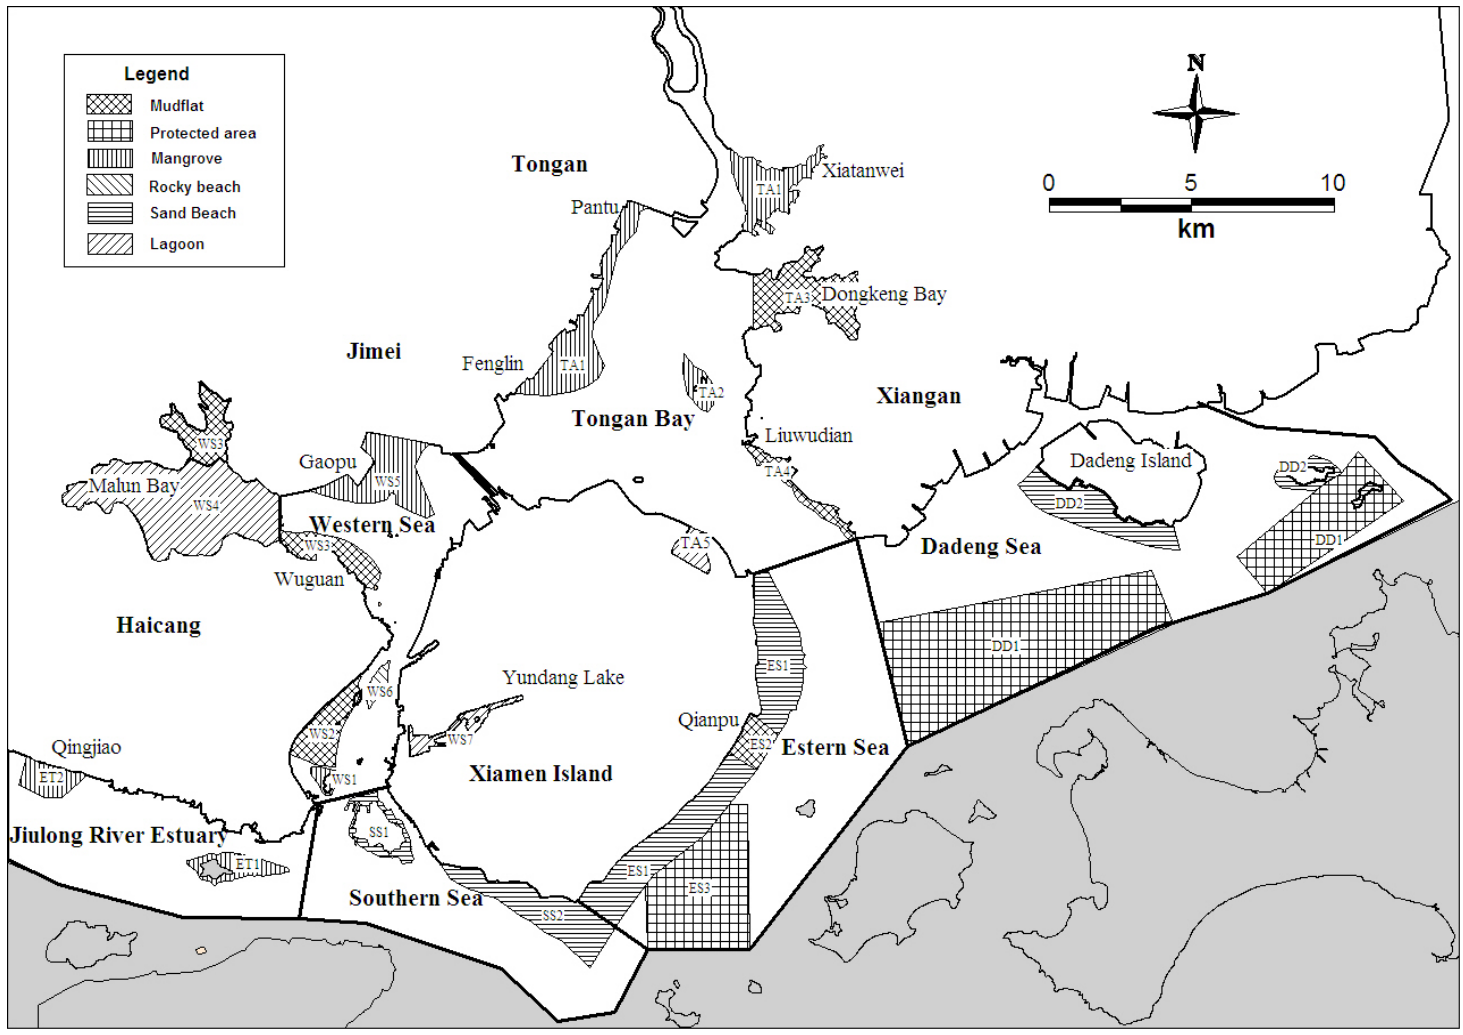 Legend
Mudflat
Protected area
Mangrove
Rocky beach
Sand Beach
Lagoon
N
0 5 10
km
Tongan
Xiatanwei
TA1
Pantu
TA3
Dongkeng Bay
Jimei
Fenglin
TA1
TA2
Tongan Bay
Xiangan
Liuwudian
TA4
WS3
Gaopu
Malun Bay
WS4
WS5
Western Sea
Dadeng Island
DD2
DD2
DD1
Dadeng Sea
WS3
Wuguan
TA5
Haicang
DD1
ES1
Yundang Lake
WS6
WS2
WS7
Qianpu
ES2
Estern Sea
Qingjiao
ET2
WS1
Xiamen Island
Jiulong River Estuary
SS1
ET1
ES1
ES3
Southern Sea
SS2